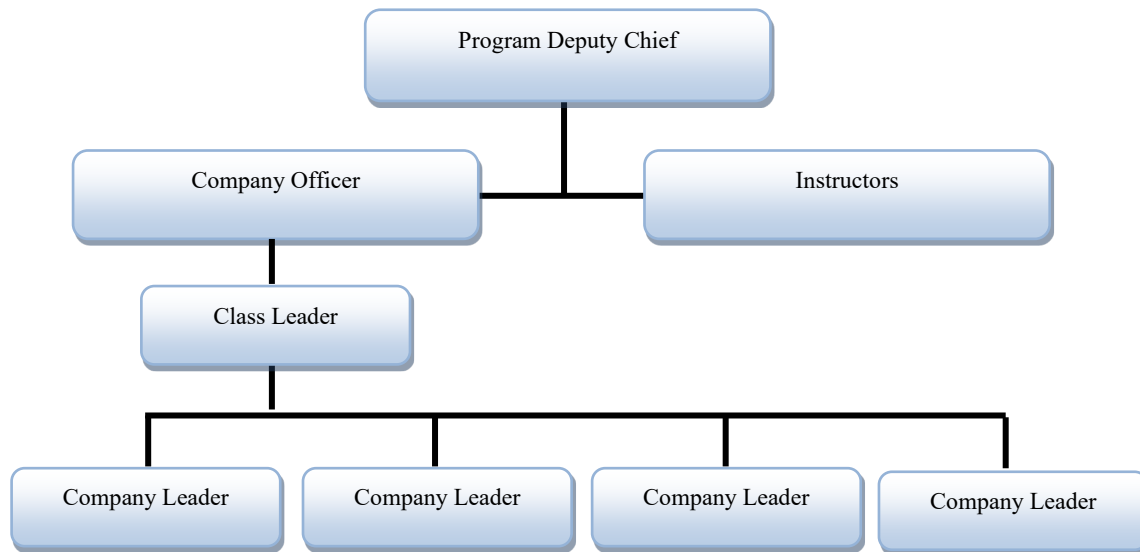 Program Deputy Chief
Company Officer
Instructors
Class Leader
Company Leader
Company Leader
Company Leader
Company Leader